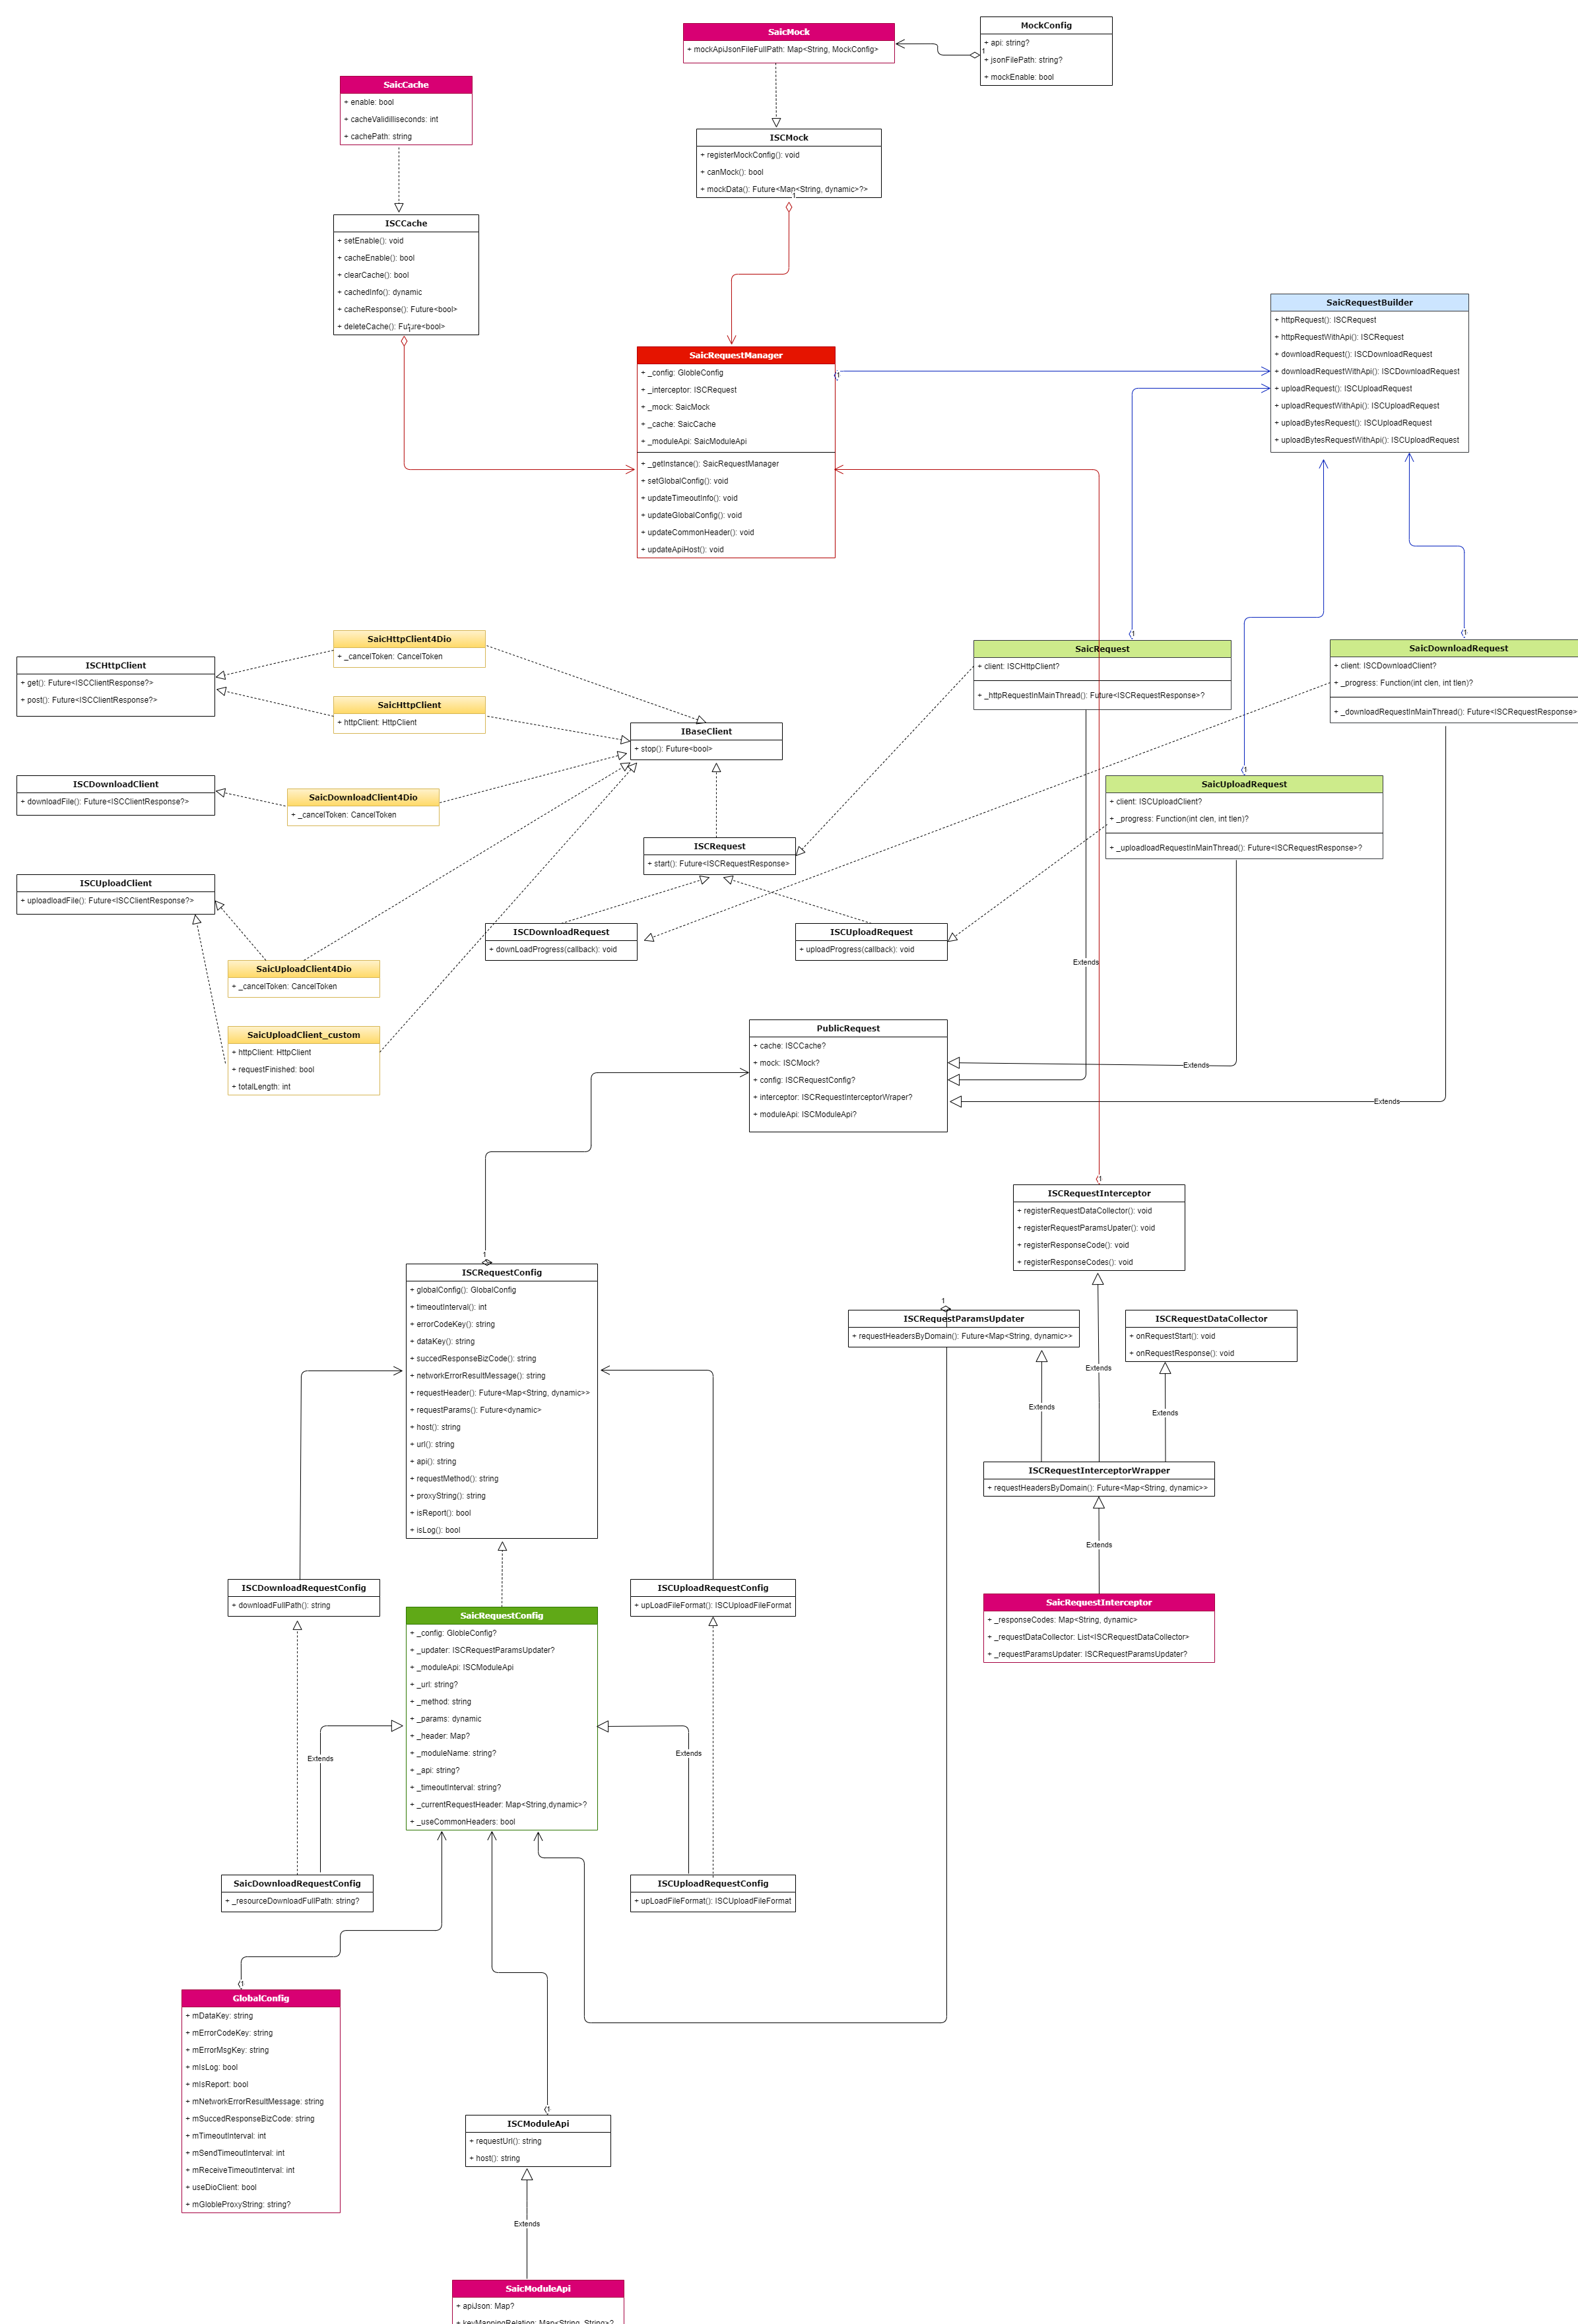 SaicMock
+ mockApiJsonFileFullPath: Map<String, MockConfig>
MockConfig
+ api: string?
+ jsonFilePath: string?
+ mockEnable: bool
1
SaicCache
+ enable: bool
+ cacheValidilliseconds: int
+ cachePath: string
ISCMock
+ registerMockConfig(): void
+ canMock(): bool
+ mockData(): Future<Map<String, dynamic>?>
1
ISCCache
+ setEnable(): void
+ cacheEnable(): bool
+ clearCache(): bool
+ cachedInfo(): dynamic
+ cacheResponse(): Future<bool>
+ deleteCache(): Future<bool>
1
SaicRequestManager
+ _config: GlobleConfig
+ _interceptor: ISCRequest
+ _mock: SaicMock
+ _cache: SaicCache
+ _moduleApi: SaicModuleApi
+ _getInstance(): SaicRequestManager
+ setGlobalConfig(): void
+ updateTimeoutInfo(): void
+ updateGlobalConfig(): void
+ updateCommonHeader(): void
+ updateApiHost(): void
1
SaicRequestBuilder
+ httpRequest(): ISCRequest
+ httpRequestWithApi(): ISCRequest
+ downloadRequest(): ISCDownloadRequest
+ downloadRequestWithApi(): ISCDownloadRequest
+ uploadRequest(): ISCUploadRequest
+ uploadRequestWithApi(): ISCUploadRequest
+ uploadBytesRequest(): ISCUploadRequest
+ uploadBytesRequestWithApi(): ISCUploadRequest
ISCHttpClient
+ get(): Future<ISCClientResponse?>
+ post(): Future<ISCClientResponse?>
SaicHttpClient4Dio
+ _cancelToken: CancelToken
SaicHttpClient
+ httpClient: HttpClient
IBaseClient
+ stop(): Future<bool>
1
SaicRequest
+ client: ISCHttpClient?
+ _httpRequestInMainThread(): Future<ISCRequestResponse>?
1
SaicDownloadRequest
+ client: ISCDownloadClient?
+ _progress: Function(int clen, int tlen)?
+ _downloadRequestInMainThread(): Future<ISCRequestResponse>
ISCDownloadClient
+ downloadFile(): Future<ISCClientResponse?>
SaicDownloadClient4Dio
+ _cancelToken: CancelToken
1
SaicUploadRequest
+ client: ISCUploadClient?
+ _progress: Function(int clen, int tlen)?
+ _uploadloadRequestInMainThread(): Future<ISCRequestResponse>?
ISCRequest
+ start(): Future<ISCRequestResponse>
ISCUploadClient
+ uploadloadFile(): Future<ISCClientResponse?>
ISCDownloadRequest
+ downLoadProgress(callback): void
ISCUploadRequest
+ uploadProgress(callback): void
Extends
SaicUploadClient4Dio
+ _cancelToken: CancelToken
SaicUploadClient_custom
+ httpClient: HttpClient
+ requestFinished: bool
+ totalLength: int
PublicRequest
+ cache: ISCCache?
+ mock: ISCMock?
+ config: ISCRequestConfig?
+ interceptor: ISCRequestInterceptorWraper?
+ moduleApi: ISCModuleApi?
Extends
Extends
1
ISCRequestInterceptor
+ registerRequestDataCollector(): void
+ registerRequestParamsUpater(): void
+ registerResponseCode(): void
+ registerResponseCodes(): void
1
ISCRequestConfig
+ globalConfig(): GlobalConfig
+ timeoutInterval(): int
+ errorCodeKey(): string
+ dataKey(): string
+ succedResponseBizCode(): string
+ networkErrorResultMessage(): string
+ requestHeader(): Future<Map<String, dynamic>>
+ requestParams(): Future<dynamic>
+ host(): string
+ url(): string
+ api(): string
+ requestMethod(): string
+ proxyString(): string
+ isReport(): bool
+ isLog(): bool
1
ISCRequestParamsUpdater
+ requestHeadersByDomain(): Future<Map<String, dynamic>>
ISCRequestDataCollector
+ onRequestStart(): void
+ onRequestResponse(): void
Extends
Extends
Extends
ISCRequestInterceptorWrapper
+ requestHeadersByDomain(): Future<Map<String, dynamic>>
Extends
SaicRequestInterceptor
+ _responseCodes: Map<String, dynamic>
+ _requestDataCollector: List<ISCRequestDataCollector>
+ _requestParamsUpdater: ISCRequestParamsUpdater?
ISCDownloadRequestConfig
+ downloadFullPath(): string
ISCUploadRequestConfig
+ upLoadFileFormat(): ISCUploadFileFormat
SaicRequestConfig
+ _config: GlobleConfig?
+ _updater: ISCRequestParamsUpdater?
+ _moduleApi: ISCModuleApi
+ _url: string?
+ _method: string
+ _params: dynamic
+ _header: Map?
+ _moduleName: string?
+ _api: string?
+ _timeoutInterval: string?
+ _currentRequestHeader: Map<String,dynamic>?
+ _useCommonHeaders: bool
Extends
Extends
SaicDownloadRequestConfig
+ _resourceDownloadFullPath: string?
ISCUploadRequestConfig
+ upLoadFileFormat(): ISCUploadFileFormat
1
GlobalConfig
+ mDataKey: string
+ mErrorCodeKey: string
+ mErrorMsgKey: string
+ mIsLog: bool
+ mIsReport: bool
+ mNetworkErrorResultMessage: string
+ mSuccedResponseBizCode: string
+ mTimeoutInterval: int
+ mSendTimeoutInterval: int
+ mReceiveTimeoutInterval: int
+ useDioClient: bool
+ mGlobleProxyString: string?
1
ISCModuleApi
+ requestUrl(): string
+ host(): string
Extends
SaicModuleApi
+ apiJson: Map?
+ keyMappingRelation: Map<String, String>?